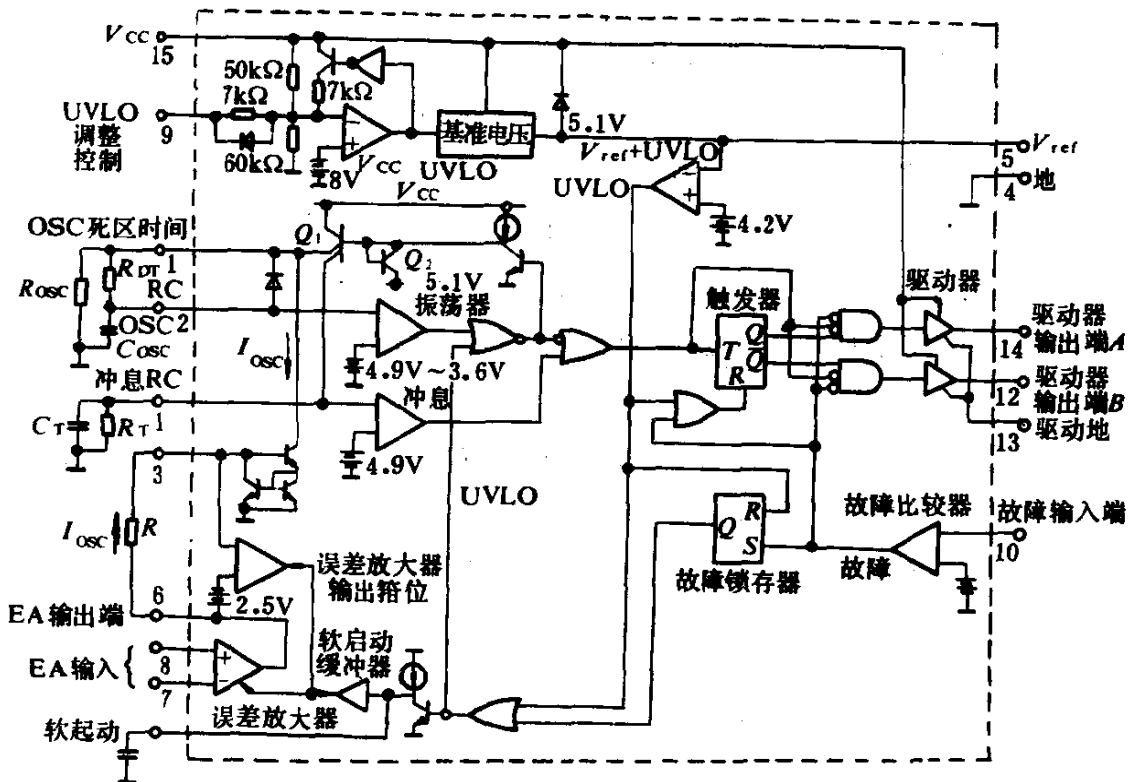 VCC
15
50kΩ
7kΩ
7kΩ
UVLO
调整
控制
9
60kΩ
8V
VCC
UVLO
基准电压
5.1V
Vref+UVLO
UVLO
4.2V
Vref
5
地
4
VCC
OSC死区时间
1
RDT
ROSC
RC
OSC2
COSC
Q1
Q2
5.1V
振荡器
IOSC
4.9V~3.6V
冲息RC
冲息
CT
RT
1
3
4.9V
UVLO
触发器
T
Q
Q̅
R
驱动器
14
驱动器
输出端A
12
驱动器
输出端B
13
驱动地
IOSC
R
6
EA输出端
2.5V
误差放大器
输出箝位
Q
R
S
故障锁存器
故障
故障比较器
故障输入端
10
EA输入
8
7
+
−
误差放大器
软启动
缓冲器
软起动